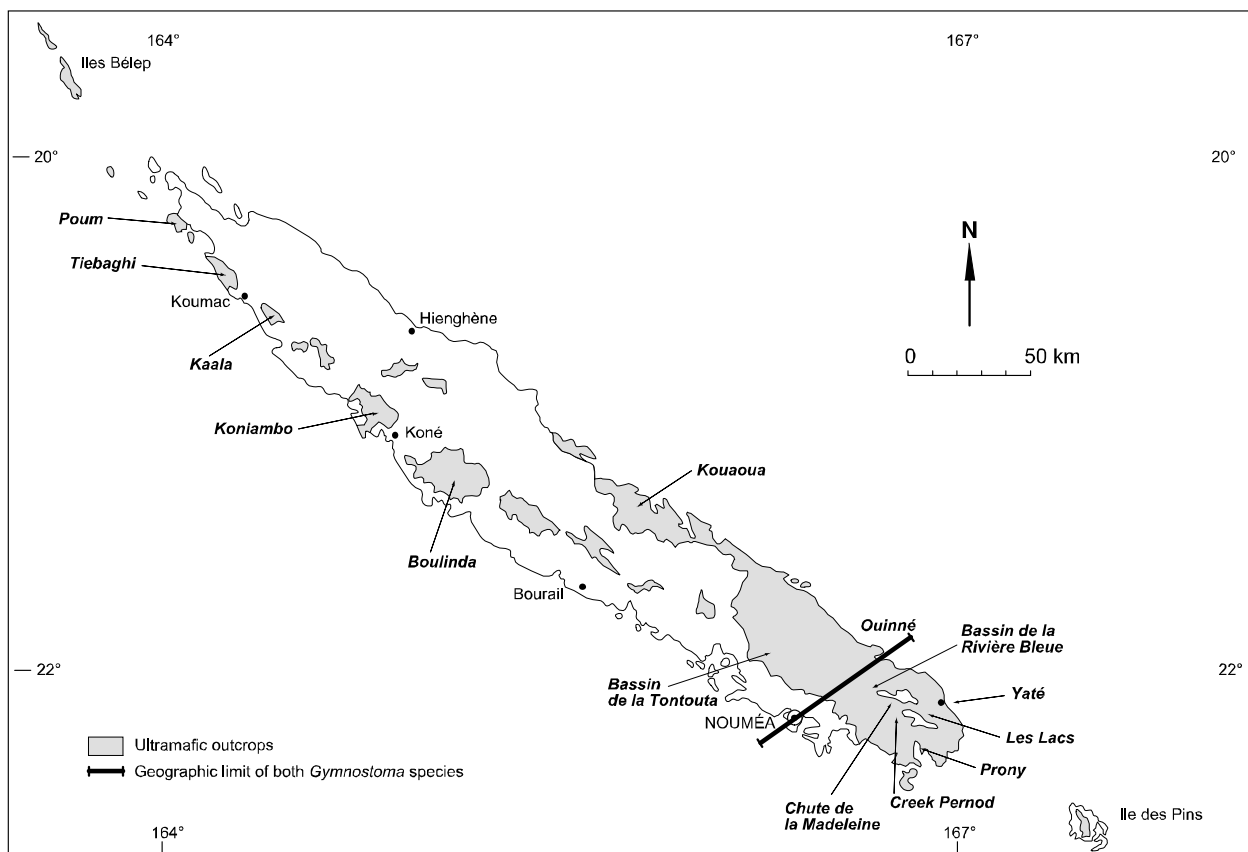 164°
167°
Iles Bélep
20°
20°
Poum
N
Tiebaghi
Koumac
Hienghène
0 50 km
Kaala
Koniambo
Koné
Kouaoua
Boulinda
Bourail
Ouinné
Bassin de la
Rivière Bleue
22°
22°
Bassin
de la Tontouta
Yaté
NOUMÉA
Les Lacs
Ultramafic outcrops
Prony
Geographic limit of both Gymnostoma species
Creek Pernod
Chute de
la Madeleine
Ile des Pins
164°
167°